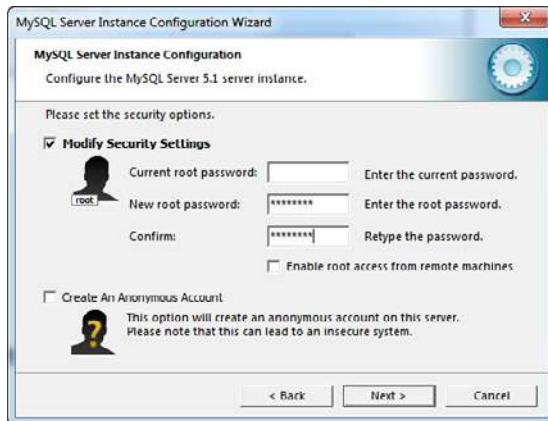 MySQL Server Instance Configuration Wizard
MySQL Server Instance Configuration
Configure the MySQL Server 5.1 server instance.
Please set the security options.
Modify Security Settings
Current root password: Enter the current password.
root
New root password: ******** Enter the root password.
Confirm: ******** Retype the password.
Enable root access from remote machines
Create An Anonymous Account
This option will create an anonymous account on this server.
Please note that this can lead to an insecure system.
?
< Back Next > Cancel